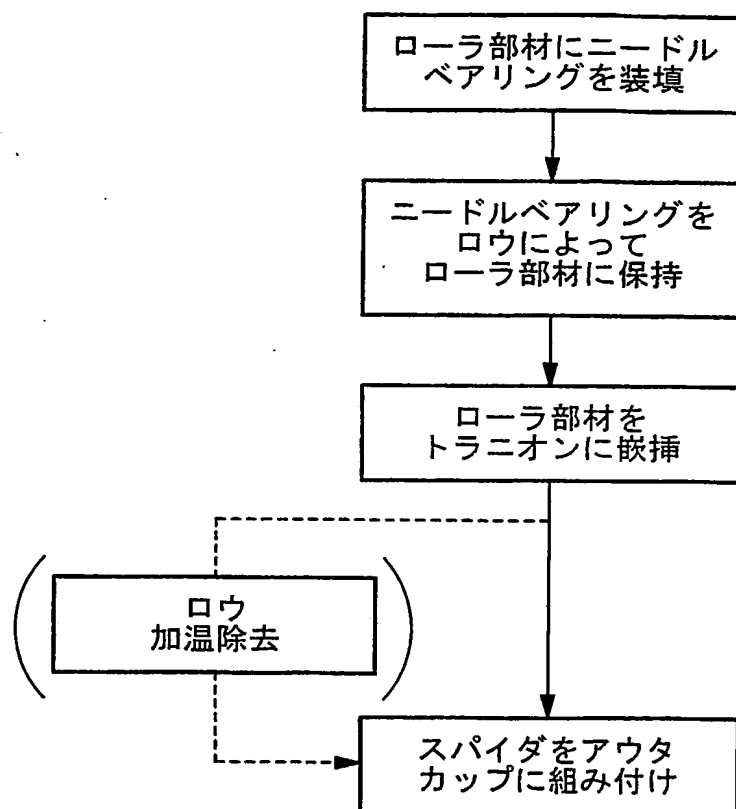 ローラ部材にニードル
ベアリングを装填
ニードルベアリングを
ロウによって
ローラ部材に保持
ローラ部材を
トラニオンに嵌挿
ロウ
加温除去
スパイダをアウタ
カップに組み付け